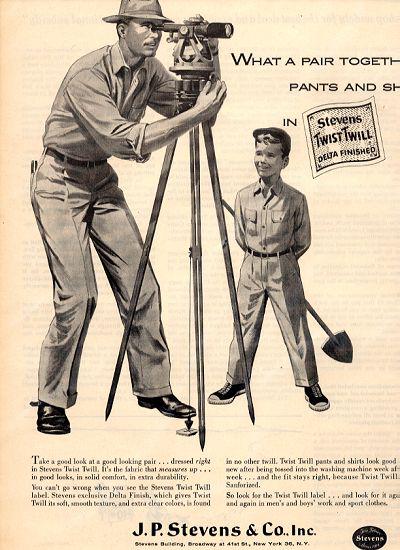 WHAT A PAIR TOGETH
PANTS AND SH
IN
Stevens
TWIST TWILL
DELTA FINISHED
Take a good look at a good looking pair . . . dressed right
in Stevens Twist Twill. It's the fabric that measures up . . .
in good looks, in solid comfort, in extra durability.
You can't go wrong when you see the Stevens Twist Twill
label. Stevens exclusive Delta Finish, which gives Twist
Twill its soft, smooth texture, and extra clear colors, is found
in no other twill. Twist Twill pants and shirts look good
new after being tossed into the washing machine week af
week . . . and the fit stays right, because Twist Twill
Sanforized.
So look for the Twist Twill label . . . and look for it aga
and again in men's and boys' work and sport clothes.
J.P. Stevens & Co., Inc.
Stevens Building, Broadway at 41st St., New York 36, N.Y.
Stevens